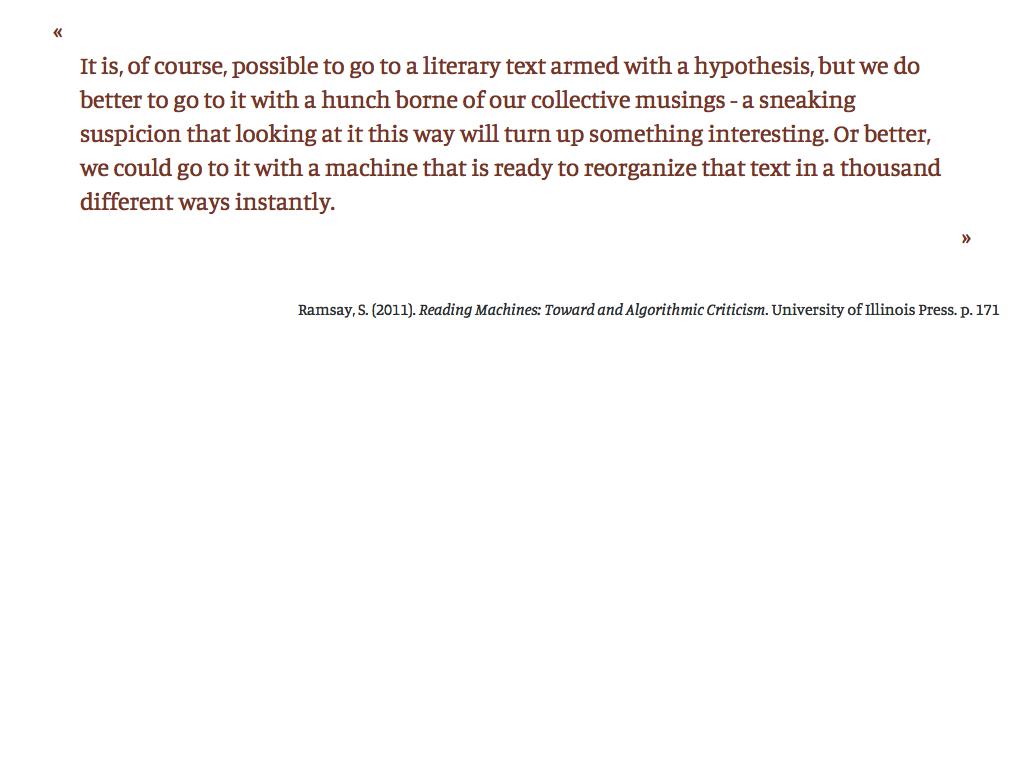 «
It is, of course, possible to go to a literary text armed with a hypothesis, but we do
better to go to it with a hunch borne of our collective musings - a sneaking
suspicion that looking at it this way will turn up something interesting. Or better,
we could go to it with a machine that is ready to reorganize that text in a thousand
different ways instantly.
»
Ramsay, S. (2011). Reading Machines: Toward and Algorithmic Criticism. University of Illinois Press. p. 171